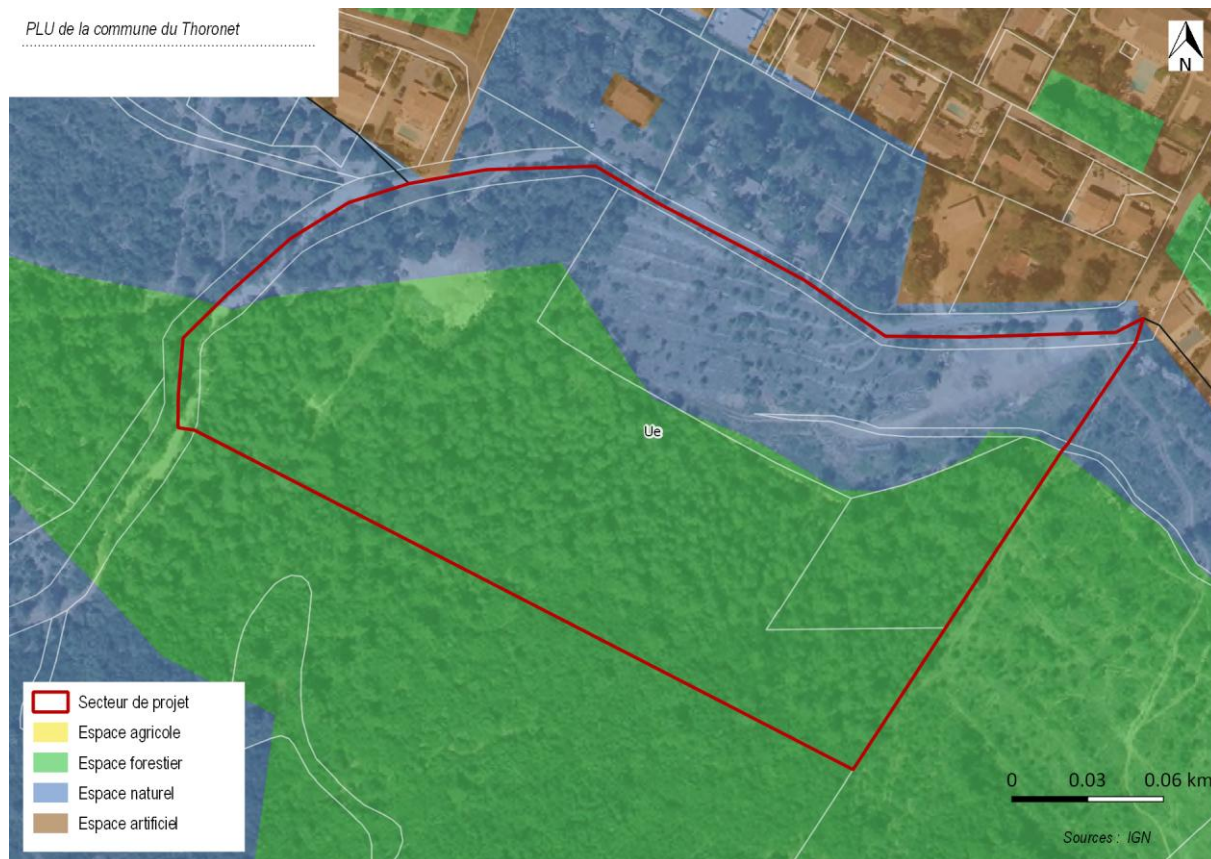 PLU de la commune du Thoronet
N
Ue
Secteur de projet
Espace agricole
Espace forestier
Espace naturel
Espace artificiel
0 0.03 0.06 km
Sources : IGN